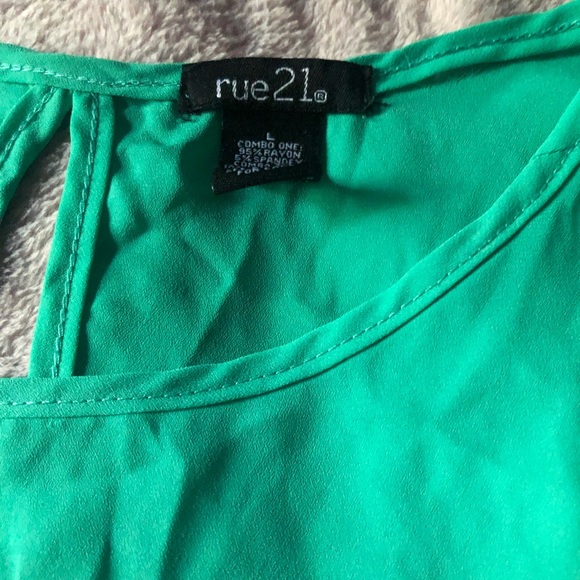 rue21®
L
COMBO ONE:
95% RAYON
5% SPANDEX